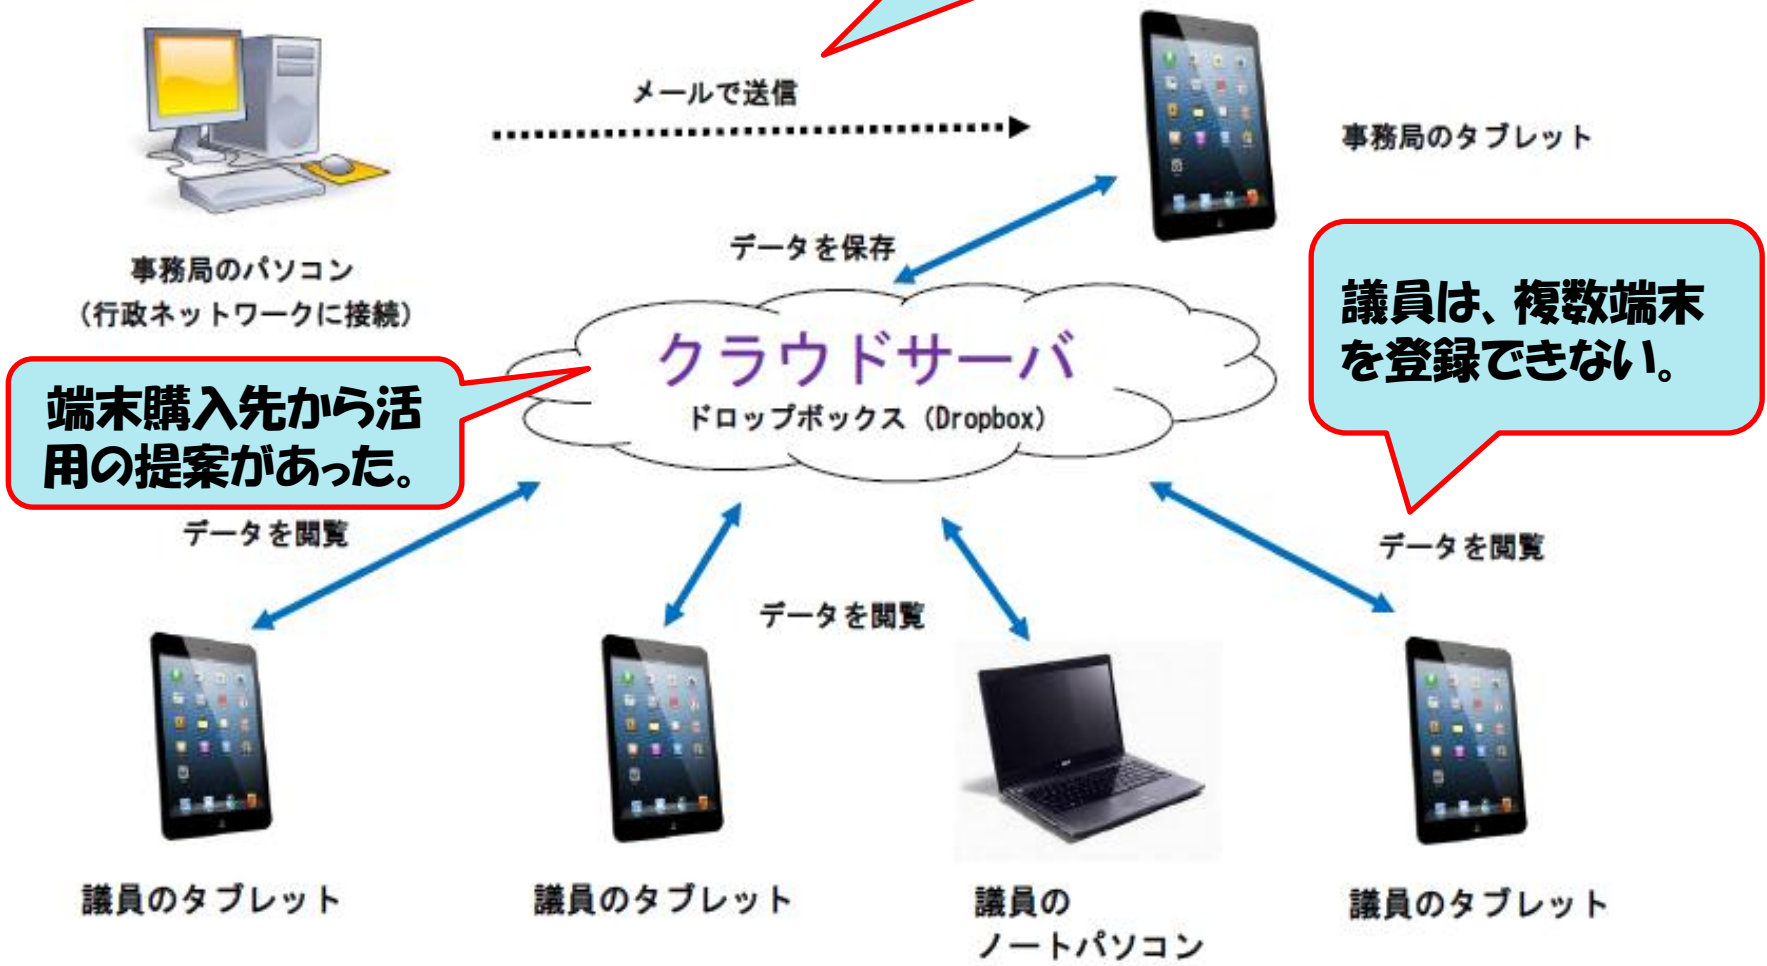 メールで送信
事務局のタブレット
データを保存
事務局のパソコン
（行政ネットワークに接続）
議員は、複数端末
を登録できない。
クラウドサーバ
ドロップボックス（Dropbox）
端末購入先から活
用の提案があった。
データを閲覧
データを閲覧
データを閲覧
議員のタブレット
議員のタブレット
議員の
ノートパソコン
議員のタブレット